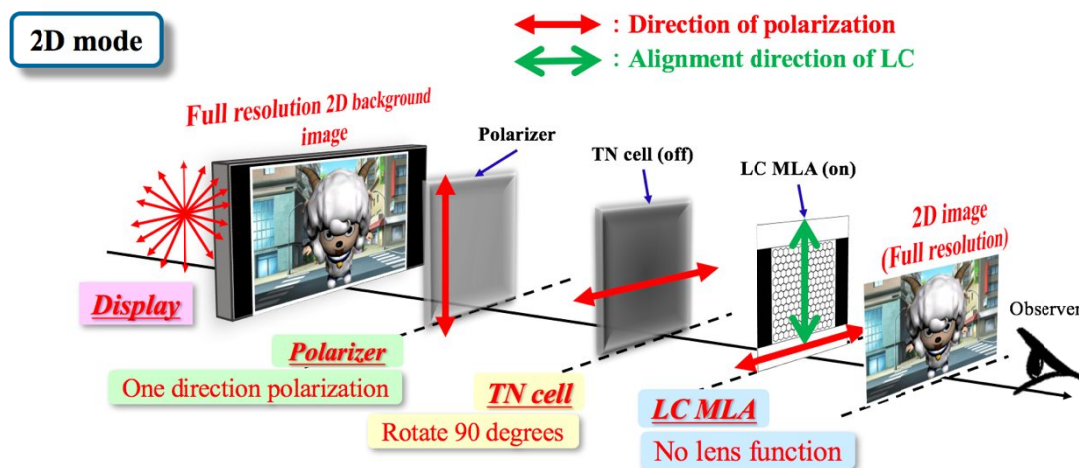 2D mode
: Direction of polarization
: Alignment direction of LC
Full resolution 2D background
image
Polarizer
TN cell (off)
LC MLA (on)
2D image
(Full resolution)
Observer
Display
Polarizer
One direction polarization
TN cell
Rotate 90 degrees
LC MLA
No lens function